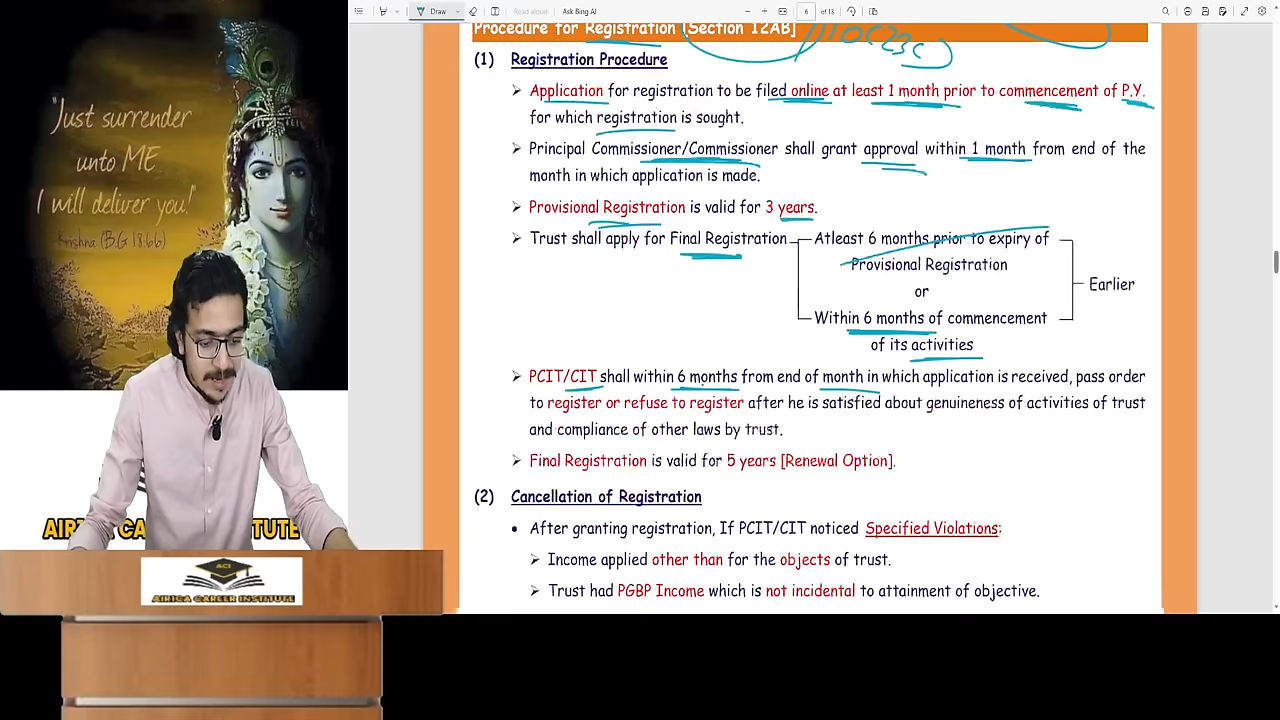 Read aloud
Ask Bing AI
Draw
6
of 13
Procedure for Registration [Section 12AB]
10(23c)
(1) Registration Procedure
➢ Application for registration to be filed online at least 1 month prior to commencement of P.Y.
for which registration is sought.
➢ Principal Commissioner/Commissioner shall grant approval within 1 month from end of the
month in which application is made.
➢ Provisional Registration is valid for 3 years.
➢ Trust shall apply for Final Registration
Atleast 6 months prior to expiry of
Provisional Registration
or
Earlier
Within 6 months of commencement
of its activities
➢ PCIT/CIT shall within 6 months from end of month in which application is received, pass order
to register or refuse to register after he is satisfied about genuineness of activities of trust
and compliance of other laws by trust.
➢ Final Registration is valid for 5 years [Renewal Option].
(2) Cancellation of Registration
• After granting registration, If PCIT/CIT noticed Specified Violations:
➢ Income applied other than for the objects of trust.
➢ Trust had PGBP Income which is not incidental to attainment of objective.
"Just surrender
unto ME
I will deliver you!"
Krishna (BG 18:66)
ACI
AIRICA CAREER INSTITUTE